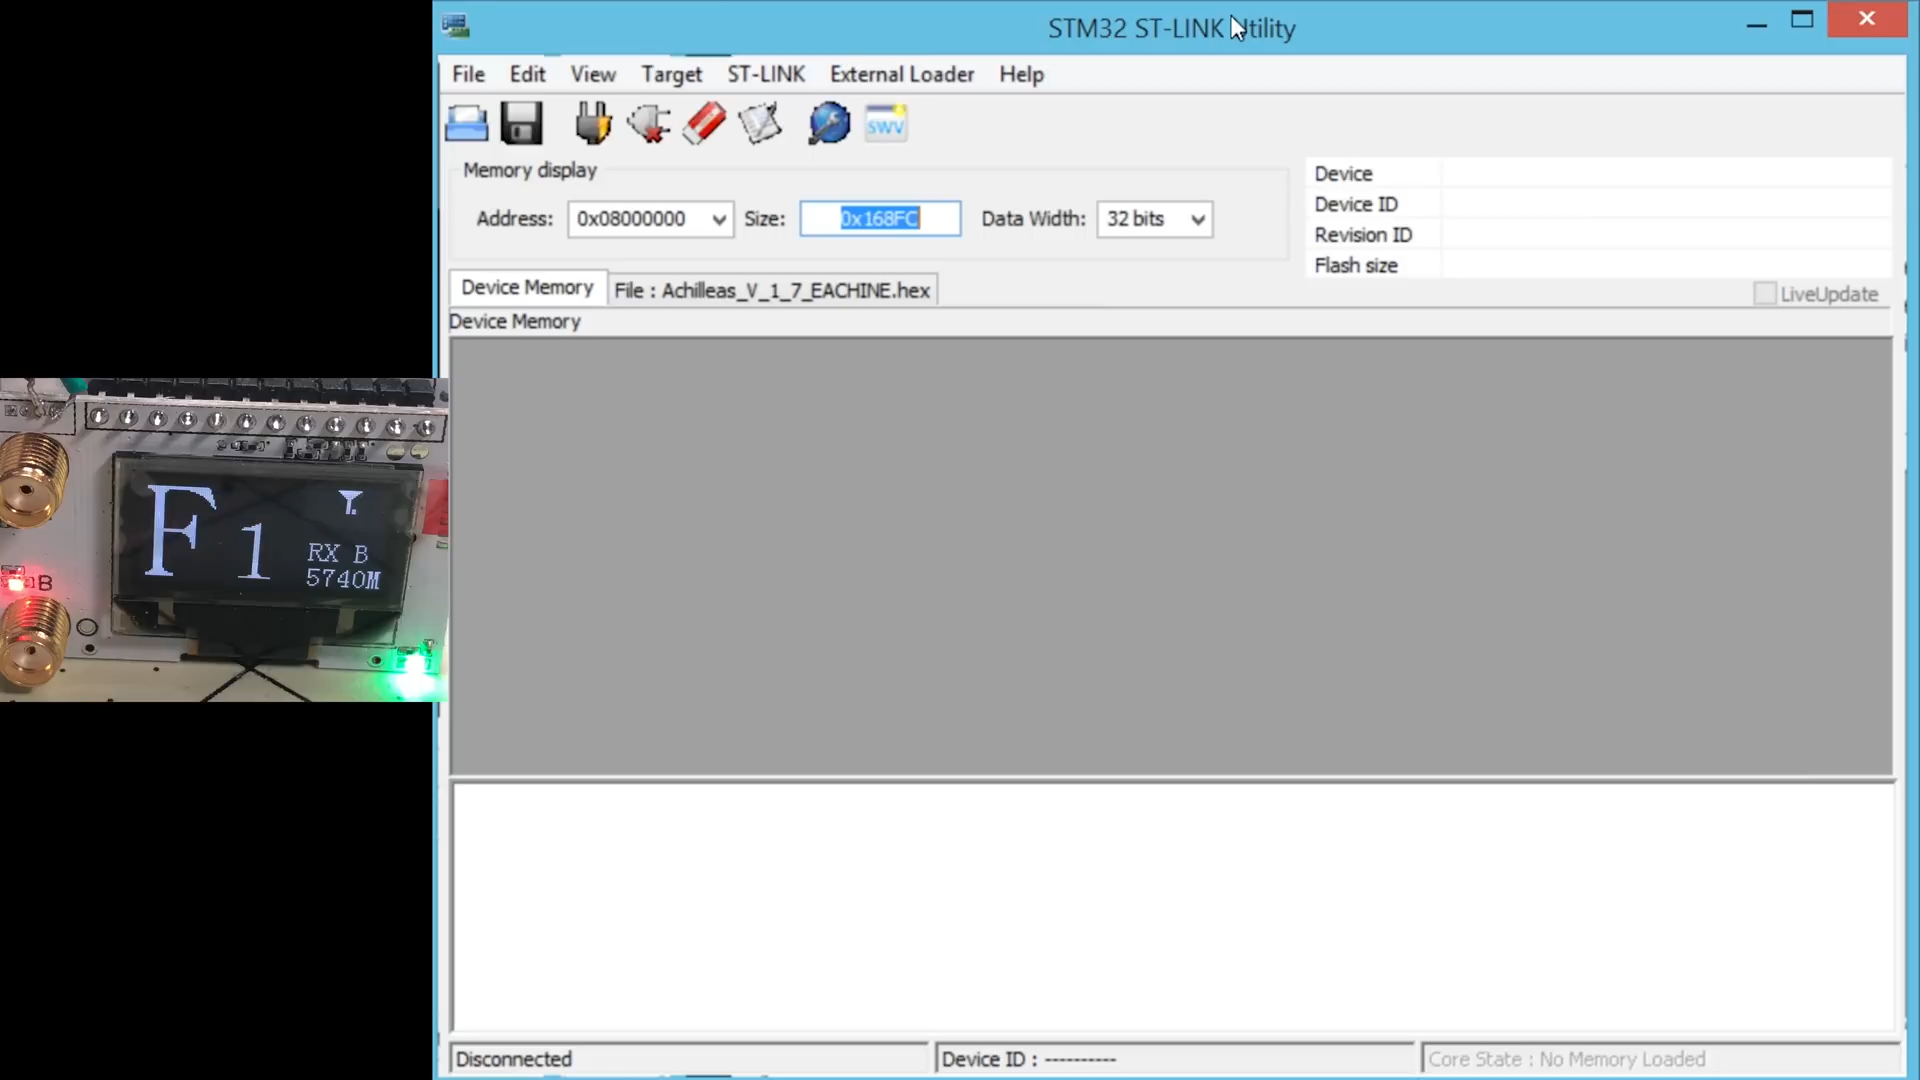 STM32 ST-LINK Utility
File Edit View Target ST-LINK External Loader Help
SWV
Memory display
Address: 0x08000000 Size: 0x168FC Data Width: 32 bits
Device
Device ID
Revision ID
Flash size
LiveUpdate
Device Memory File : Achilleas_V_1_7_EACHINE.hex
Device Memory
F 1
RX B
5740M
B
Disconnected Device ID : ---------- Core State : No Memory Loaded